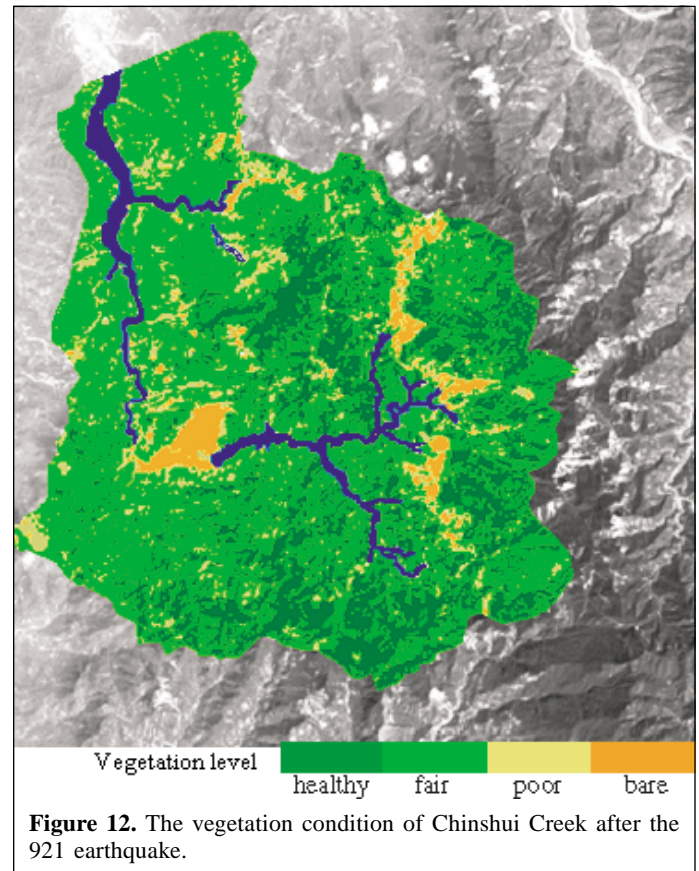 Vegetation level
healthy fair poor bare
Figure 12. The vegetation condition of Chinshui Creek after the
921 earthquake.